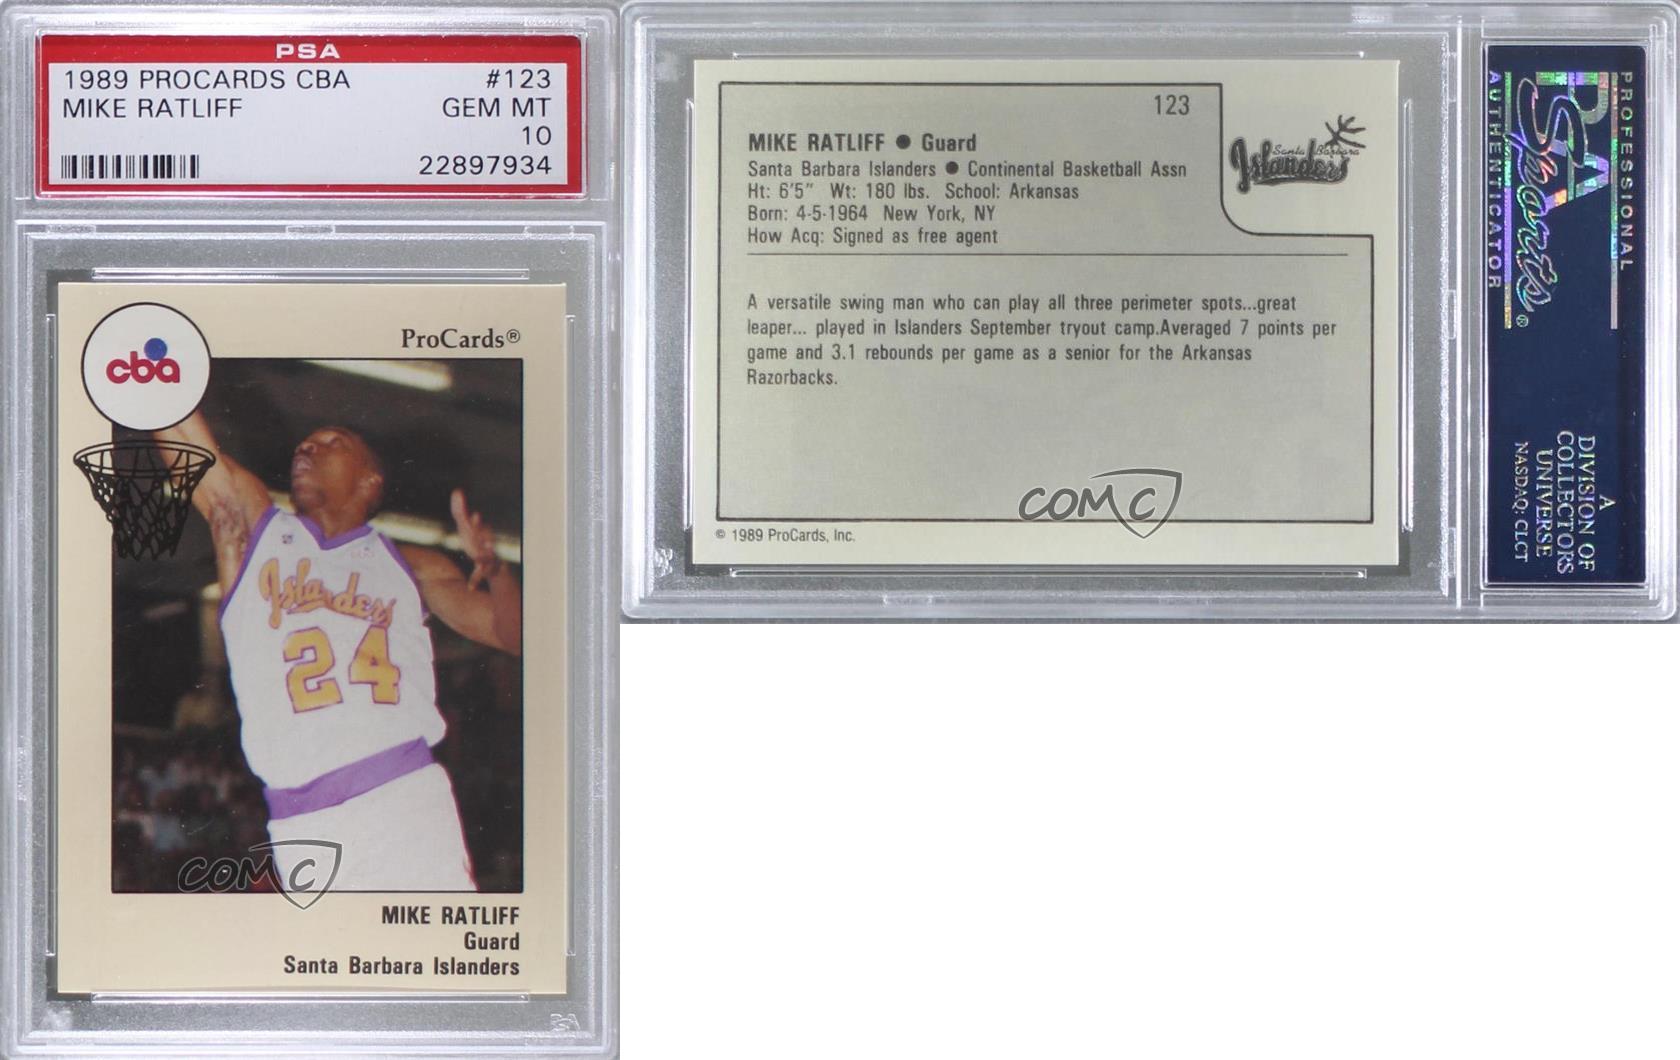 PSA
1989 PROCARDS CBA #123
MIKE RATLIFF GEM MT
10
22897934
cba
ProCards®
Islanders
24
COMC
MIKE RATLIFF
Guard
Santa Barbara Islanders
PSA
123
MIKE RATLIFF ● Guard
Santa Barbara Islanders ● Continental Basketball Assn
Ht: 6'5" Wt: 180 lbs. School: Arkansas
Born: 4-5-1964 New York, NY
How Acq: Signed as free agent
Santa Barbara
Islanders
A versatile swing man who can play all three perimeter spots...great
leaper... played in Islanders September tryout camp.Averaged 7 points per
game and 3.1 rebounds per game as a senior for the Arkansas
Razorbacks.
COMC
© 1989 ProCards, Inc.
PROFESSIONAL
PSA
Sports®
AUTHENTICATOR
A
DIVISION OF
COLLECTORS
UNIVERSE
NASDAQ: CLCT